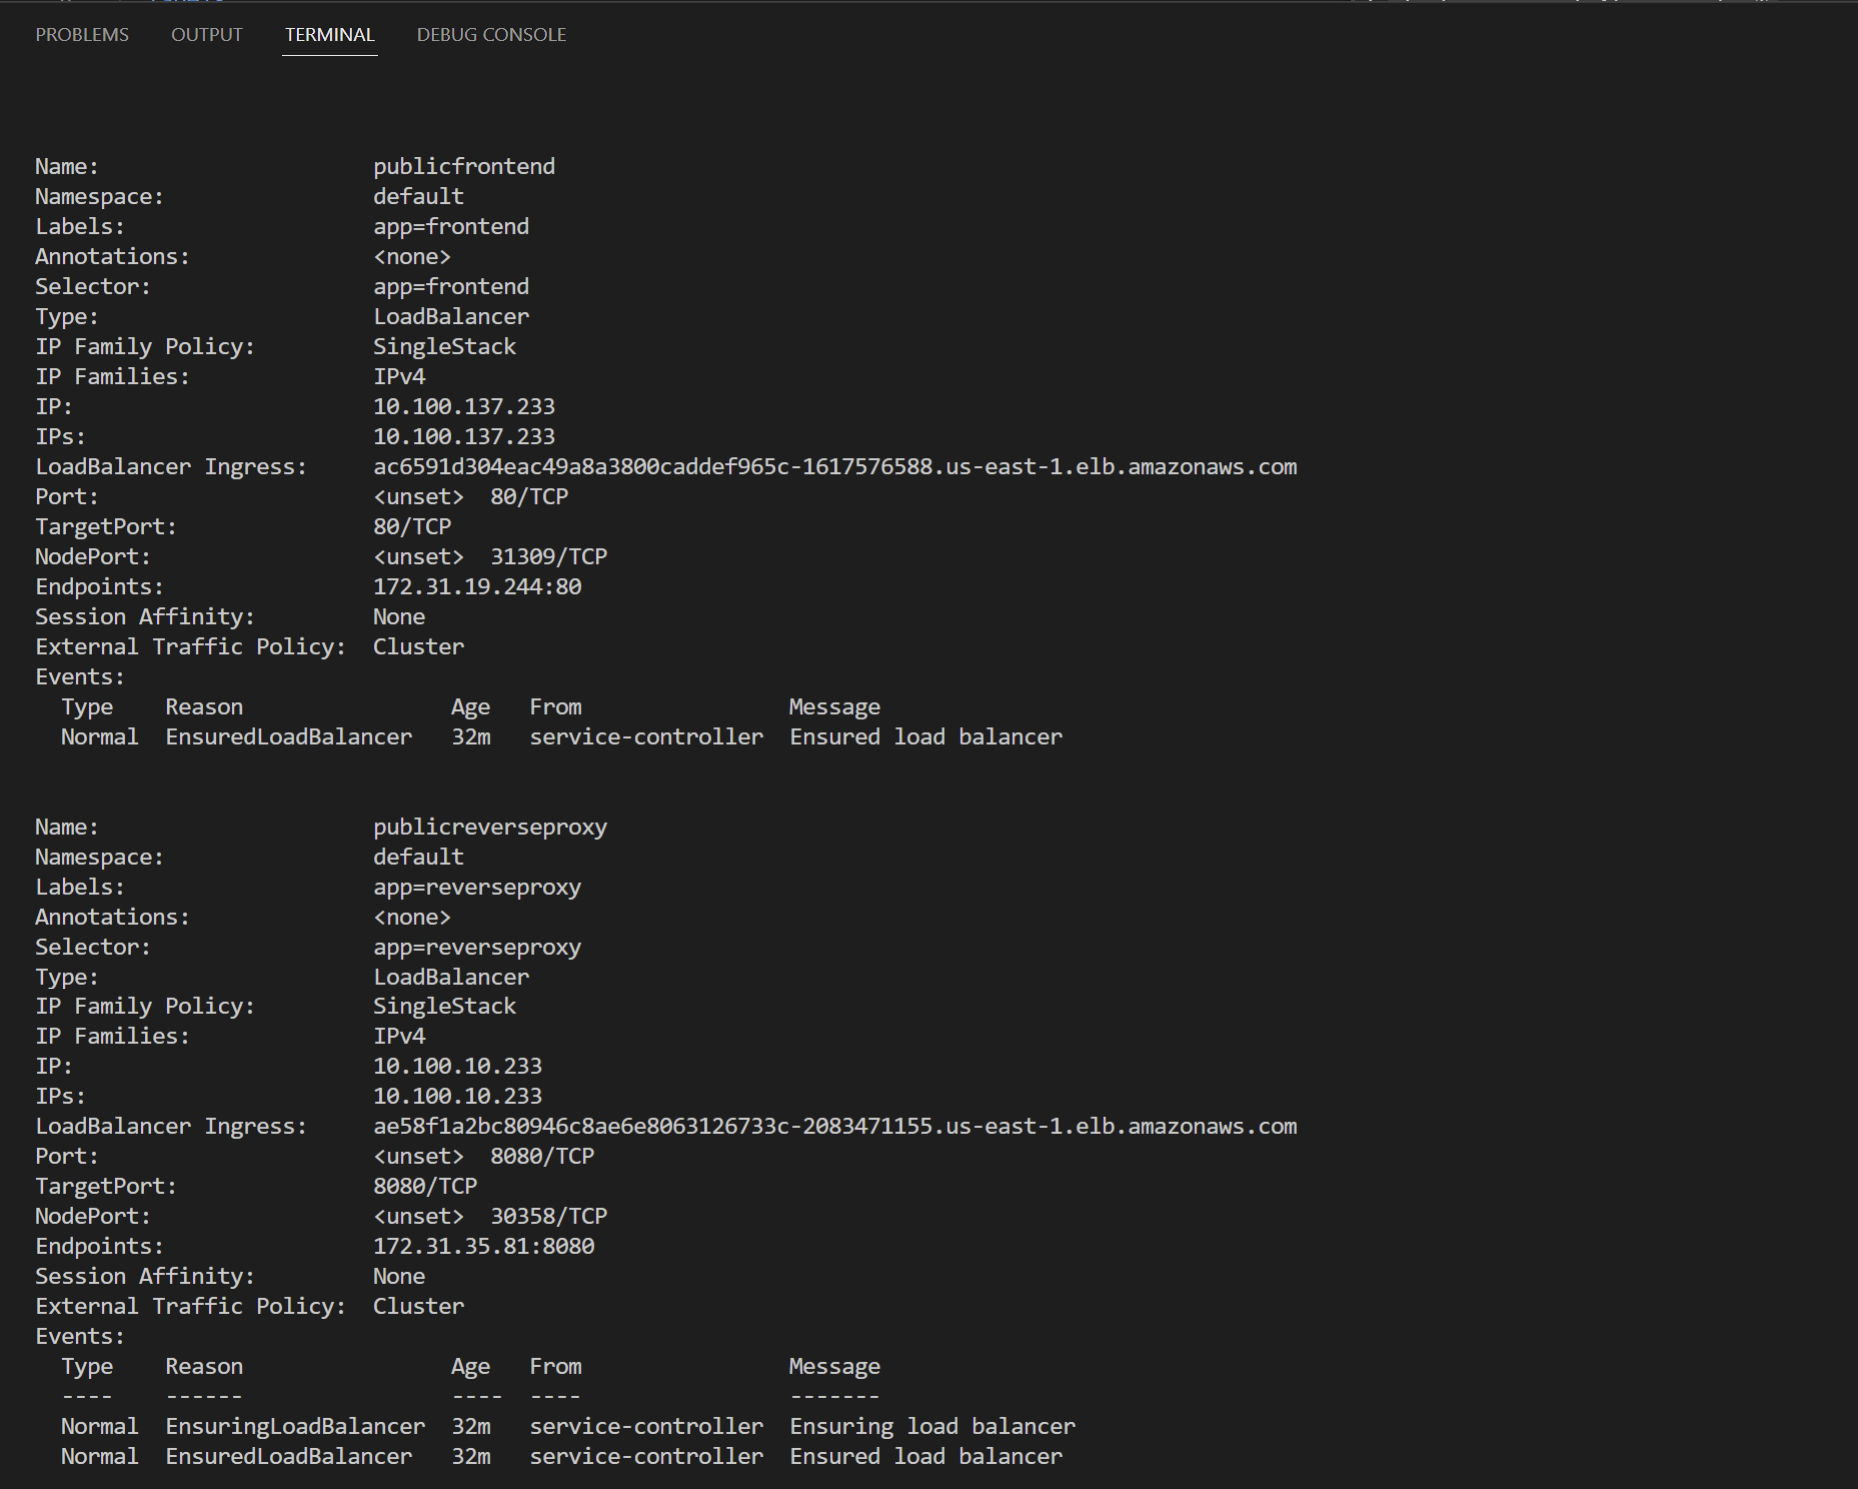 PROBLEMS OUTPUT TERMINAL DEBUG CONSOLE
Name: publicfrontend
Namespace: default
Labels: app=frontend
Annotations: <none>
Selector: app=frontend
Type: LoadBalancer
IP Family Policy: SingleStack
IP Families: IPv4
IP: 10.100.137.233
IPs: 10.100.137.233
LoadBalancer Ingress: ac6591d304eac49a8a3800caddef965c-1617576588.us-east-1.elb.amazonaws.com
Port: <unset> 80/TCP
TargetPort: 80/TCP
NodePort: <unset> 31309/TCP
Endpoints: 172.31.19.244:80
Session Affinity: None
External Traffic Policy: Cluster
Events:
Type Reason Age From Message
Normal EnsuredLoadBalancer 32m service-controller Ensured load balancer
Name: publicreverseproxy
Namespace: default
Labels: app=reverseproxy
Annotations: <none>
Selector: app=reverseproxy
Type: LoadBalancer
IP Family Policy: SingleStack
IP Families: IPv4
IP: 10.100.10.233
IPs: 10.100.10.233
LoadBalancer Ingress: ae58f1a2bc80946c8ae6e8063126733c-2083471155.us-east-1.elb.amazonaws.com
Port: <unset> 8080/TCP
TargetPort: 8080/TCP
NodePort: <unset> 30358/TCP
Endpoints: 172.31.35.81:8080
Session Affinity: None
External Traffic Policy: Cluster
Events:
Type Reason Age From Message
---- ------ ---- ---- -------
Normal EnsuringLoadBalancer 32m service-controller Ensuring load balancer
Normal EnsuredLoadBalancer 32m service-controller Ensured load balancer